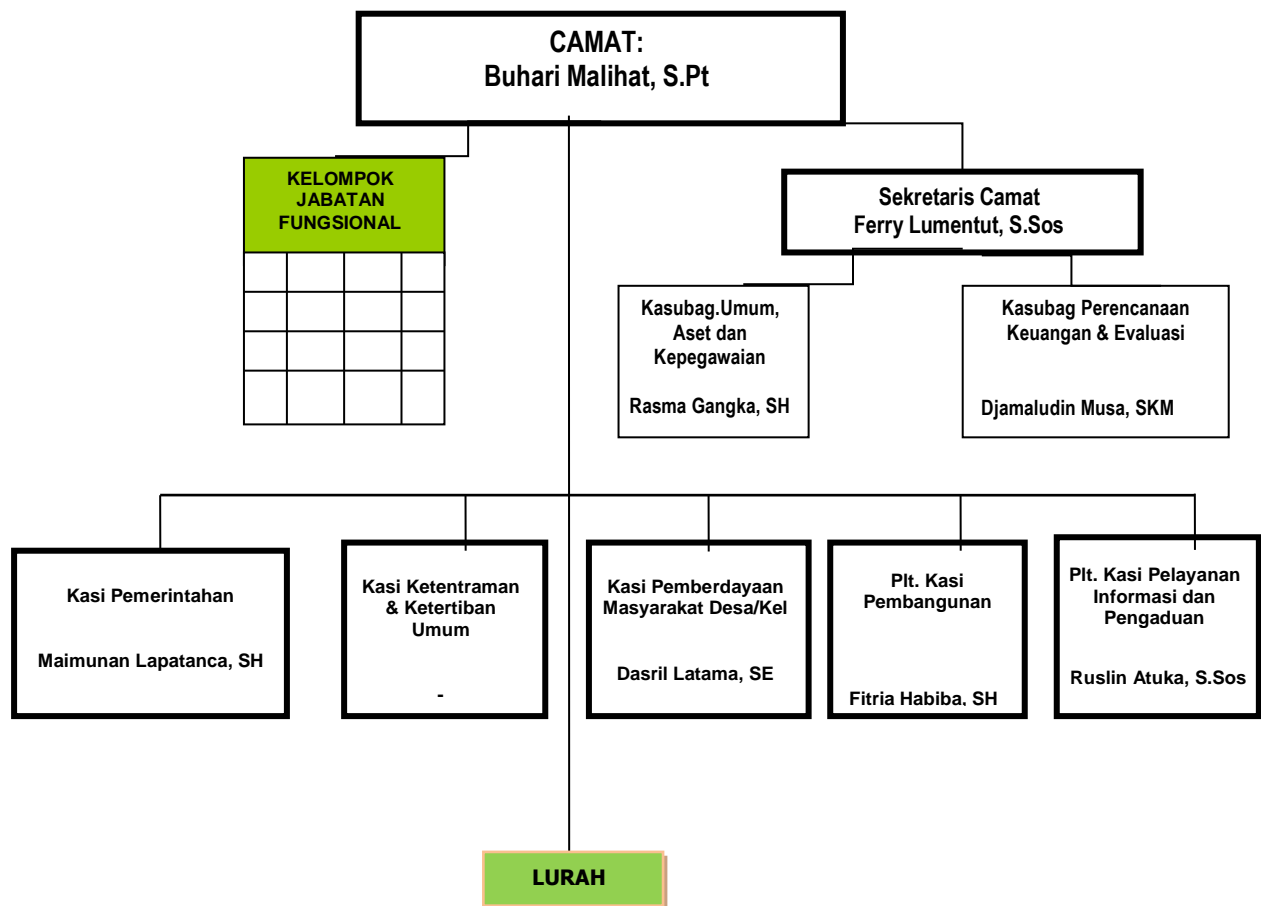 CAMAT:
Buhari Malihat, S.Pt
KELOMPOK
JABATAN
FUNGSIONAL
Sekretaris Camat
Ferry Lumentut, S.Sos
Kasubag.Umum,
Aset dan
Kepegawaian
Rasma Gangka, SH
Kasubag Perencanaan
Keuangan & Evaluasi
Djamaludin Musa, SKM
Kasi Pemerintahan
Maimunan Lapatanca, SH
Kasi Ketentraman
& Ketertiban
Umum
-
Kasi Pemberdayaan
Masyarakat Desa/Kel
Dasril Latama, SE
Plt. Kasi
Pembangunan
Fitria Habiba, SH
Plt. Kasi Pelayanan
Informasi dan
Pengaduan
Ruslin Atuka, S.Sos
LURAH